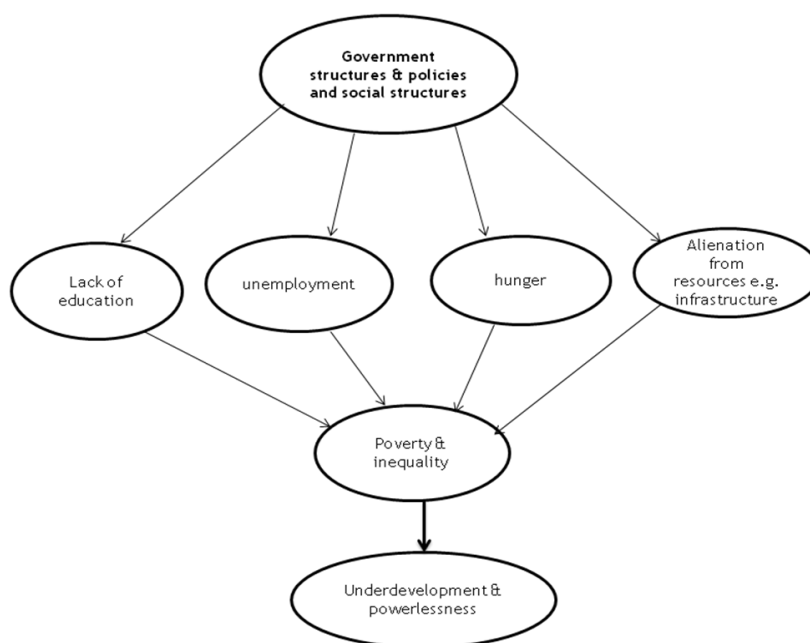 Government
structures & policies
and social structures
Lack of
education
unemployment
hunger
Alienation
from
resources e.g.
infrastructure
Poverty &
inequality
Underdevelopment &
powerlessness